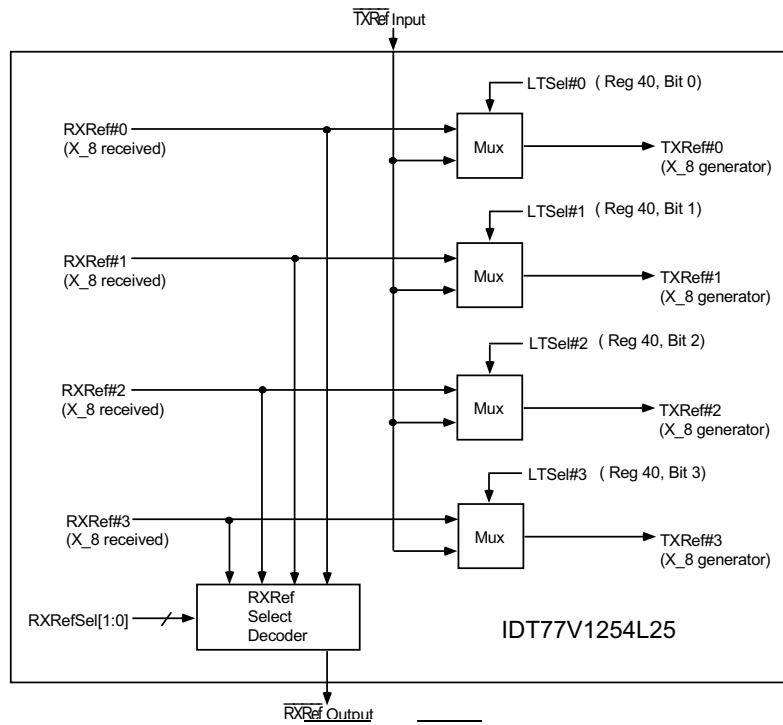 TXRef Input
LTSel#0 ( Reg 40, Bit 0)
RXRef#0
(X_8 received)
Mux
TXRef#0
(X_8 generator)
LTSel#1 ( Reg 40, Bit 1)
RXRef#1
(X_8 received)
Mux
TXRef#1
(X_8 generator)
LTSel#2 ( Reg 40, Bit 2)
RXRef#2
(X_8 received)
Mux
TXRef#2
(X_8 generator)
LTSel#3 ( Reg 40, Bit 3)
RXRef#3
(X_8 received)
Mux
TXRef#3
(X_8 generator)
RXRefSel[1:0]
RXRef
Select
Decoder
IDT77V1254L25
RXRef Output